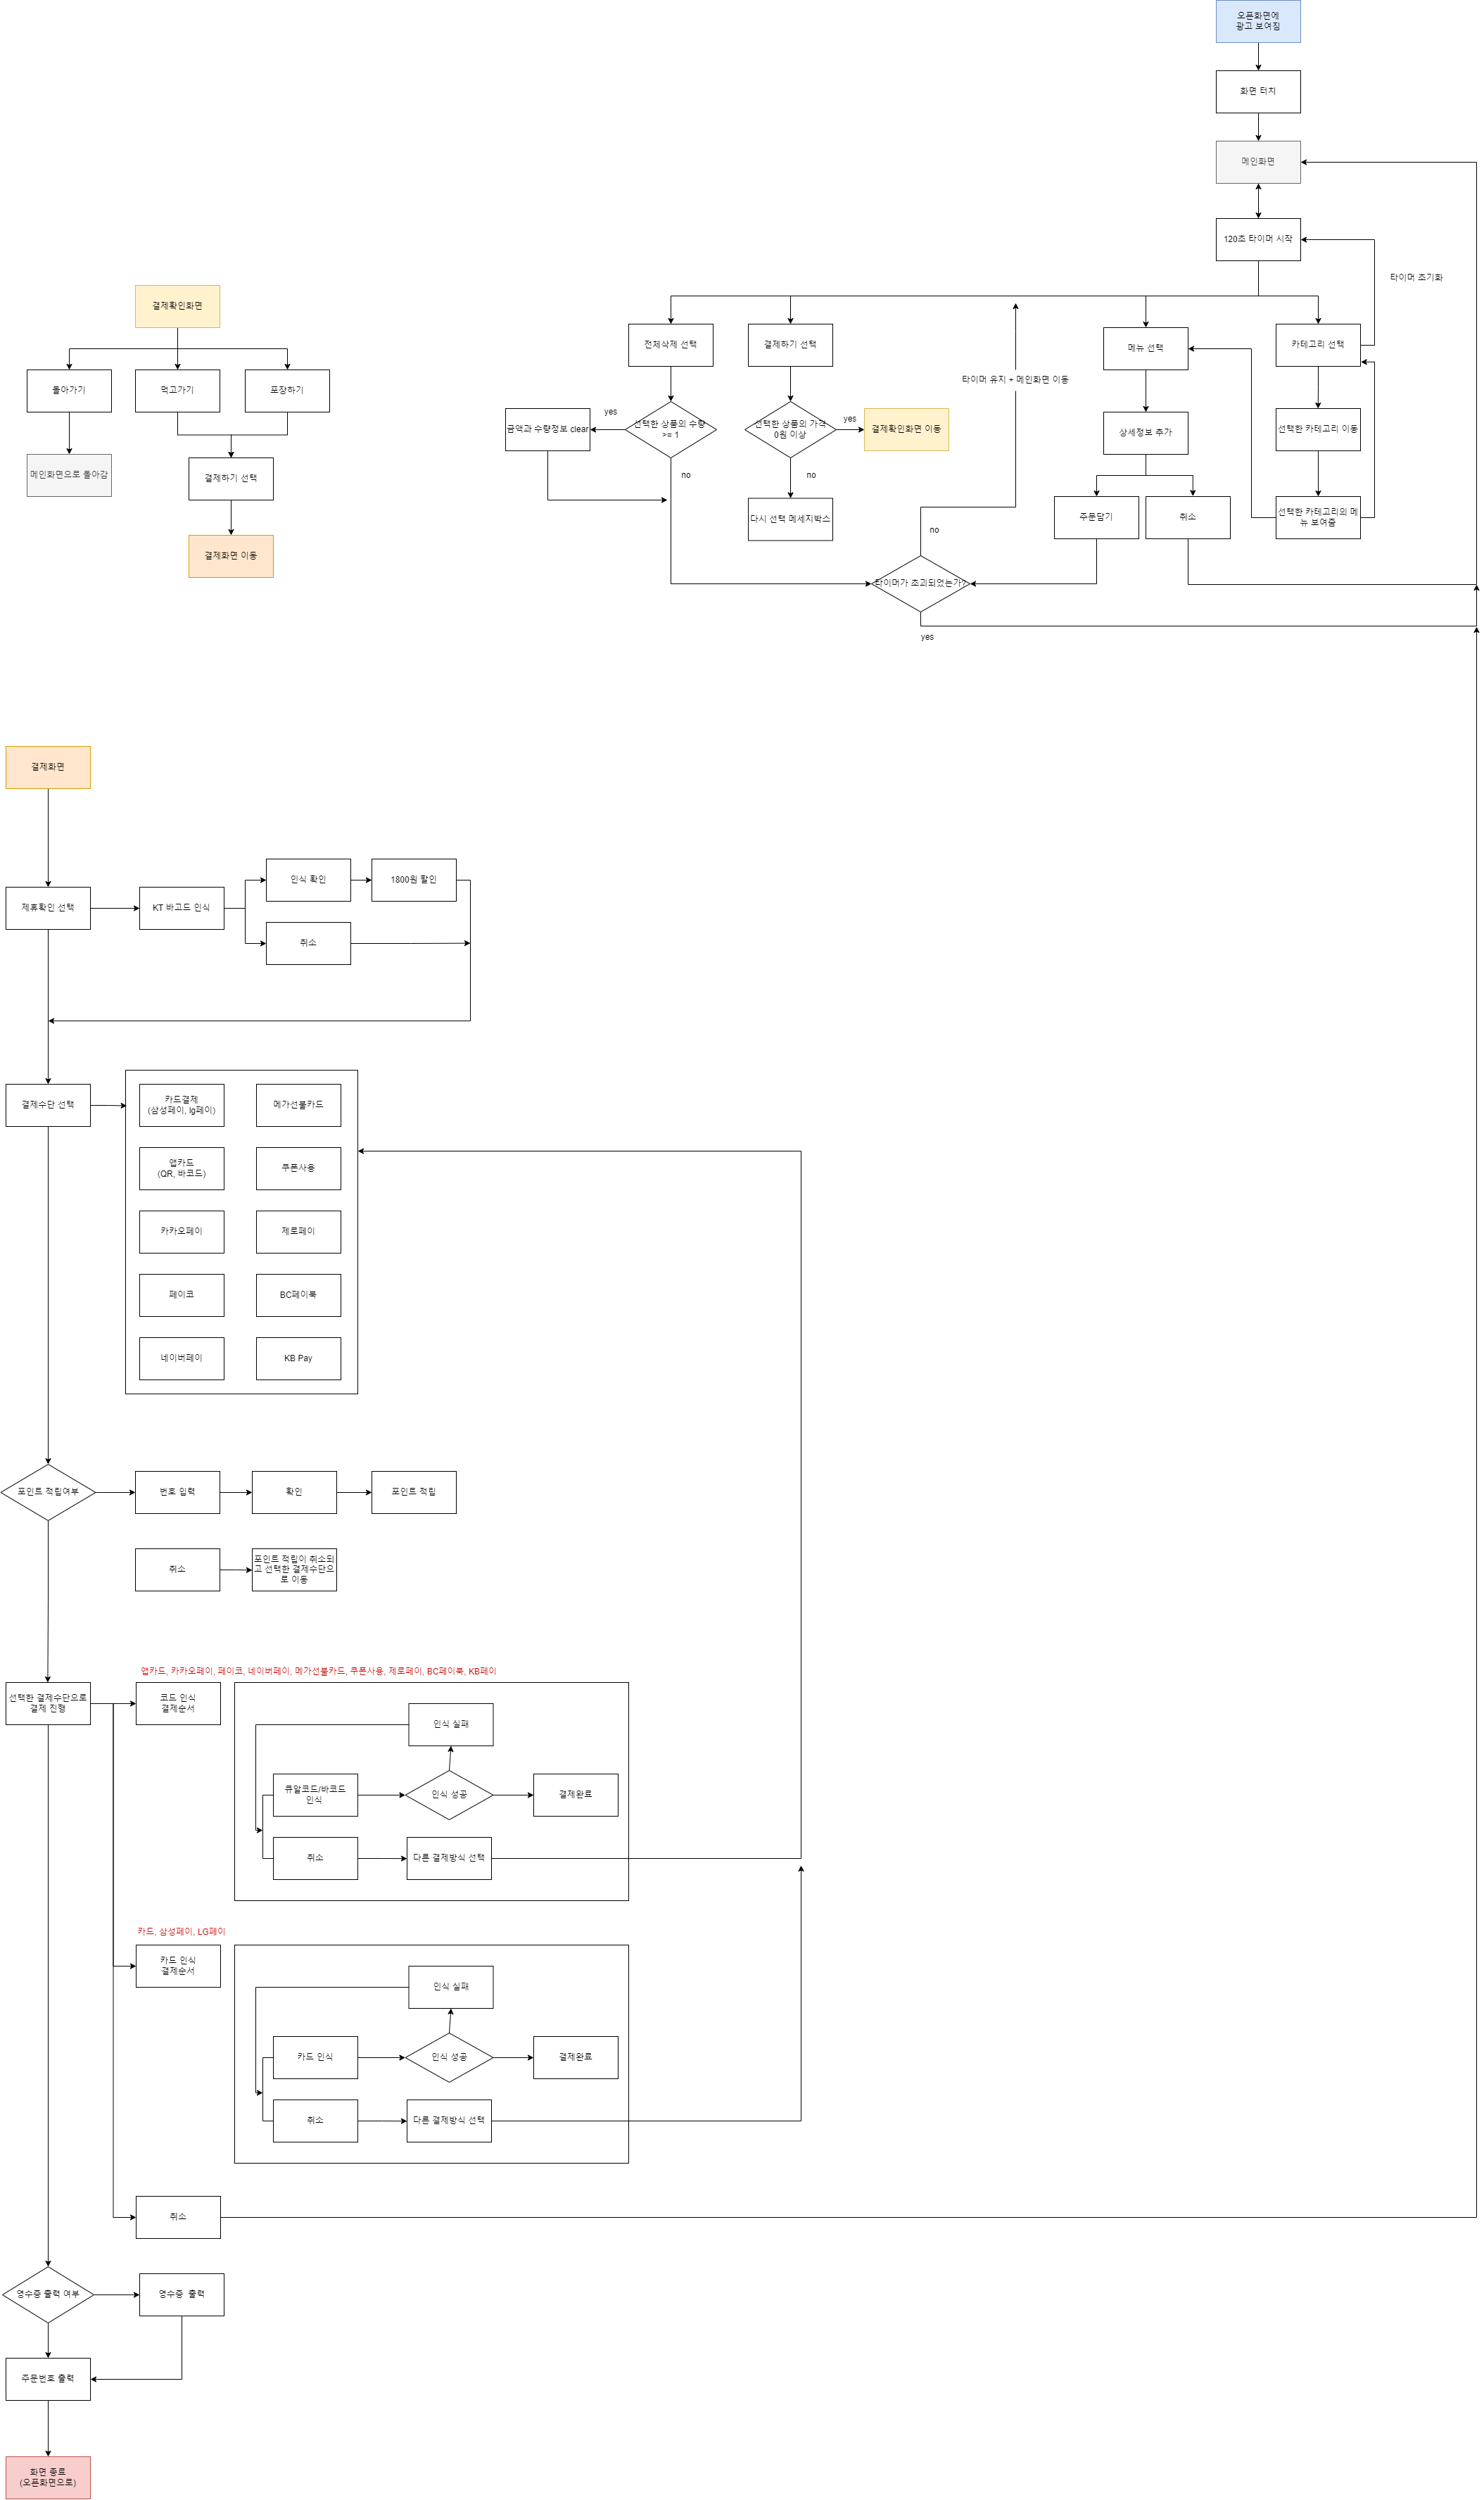 오픈화면에
광고 보여짐
화면 터치
메인화면
120초 타이머 시작
타이머 초기화
전체삭제 선택
결제하기 선택
메뉴 선택
카테고리 선택
타이머 유지 + 메인화면 이동
금액과 수량정보 clear
yes
선택한 상품의 수량
>= 1
no
선택한 상품의 가격
0원 이상
yes
결제확인화면 이동
no
다시 선택 메세지박스
상세정보 추가
선택한 카테고리 이동
주문담기
취소
선택한 카테고리의 메
뉴 보여줌
no
타이머가 초괴되었는가?
yes
결제확인화면
돌아가기
먹고가기
포장하기
메인화면으로 돌아감
결제하기 선택
결제화면 이동
결제화면
제휴확인 선택
KT 바고드 인식
인식 확인
1800원 할인
취소
결제수단 선택
카드결제
(삼성페이, lg페이)
메가선불카드
앱카드
(QR, 바코드)
쿠폰사용
카카오페이
제로페이
페이코
BC페이북
네이버페이
KB Pay
포인트 적립여부
번호 입력
확인
포인트 적립
취소
포인트 적립이 취소되
고 선택한 결제수단으
로 이동
앱카드, 카카오페이, 페이코, 네이버페이, 메가선불카드, 쿠폰사용, 제로페이, BC페이북, KB페이
선택한 결제수단으로
결제 진행
코드 인식
결제순서
인식 실패
큐알코드/바코드
인식
인식 성공
결제완료
취소
다른 결제방식 선택
카드, 삼성페이, LG페이
카드 인식
결제순서
인식 실패
카드 인식
인식 성공
결제완료
취소
다른 결제방식 선택
취소
영수증 출력 여부
영수증 출력
주문번호 출력
화면 종료
(오픈화면으로)